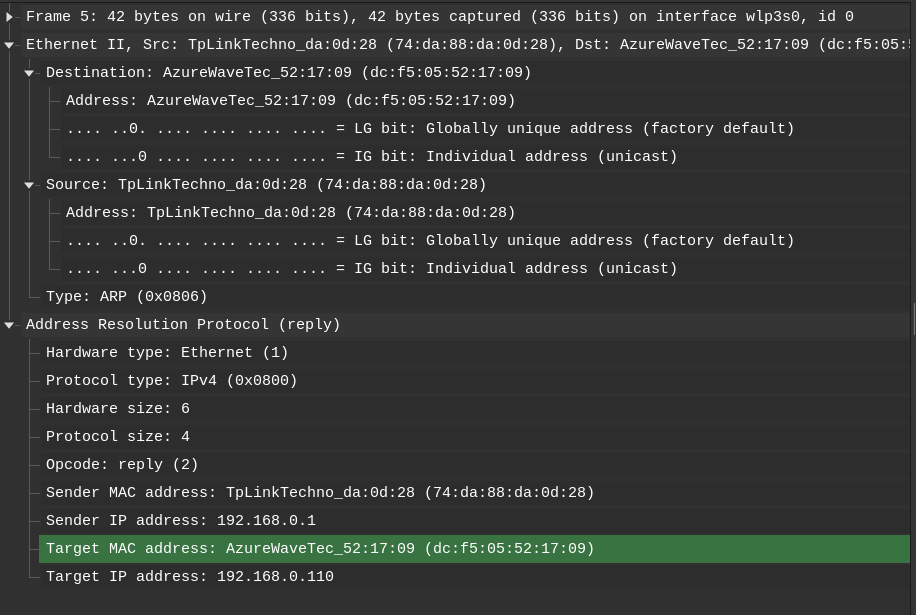 Frame 5: 42 bytes on wire (336 bits), 42 bytes captured (336 bits) on interface wlp3s0, id 0
Ethernet II, Src: TpLinkTechno_da:0d:28 (74:da:88:da:0d:28), Dst: AzureWaveTec_52:17:09 (dc:f5:05:
Destination: AzureWaveTec_52:17:09 (dc:f5:05:52:17:09)
Address: AzureWaveTec_52:17:09 (dc:f5:05:52:17:09)
.... ..0. .... .... .... .... = LG bit: Globally unique address (factory default)
.... ...0 .... .... .... .... = IG bit: Individual address (unicast)
Source: TpLinkTechno_da:0d:28 (74:da:88:da:0d:28)
Address: TpLinkTechno_da:0d:28 (74:da:88:da:0d:28)
.... ..0. .... .... .... .... = LG bit: Globally unique address (factory default)
.... ...0 .... .... .... .... = IG bit: Individual address (unicast)
Type: ARP (0x0806)
Address Resolution Protocol (reply)
Hardware type: Ethernet (1)
Protocol type: IPv4 (0x0800)
Hardware size: 6
Protocol size: 4
Opcode: reply (2)
Sender MAC address: TpLinkTechno_da:0d:28 (74:da:88:da:0d:28)
Sender IP address: 192.168.0.1
Target MAC address: AzureWaveTec_52:17:09 (dc:f5:05:52:17:09)
Target IP address: 192.168.0.110